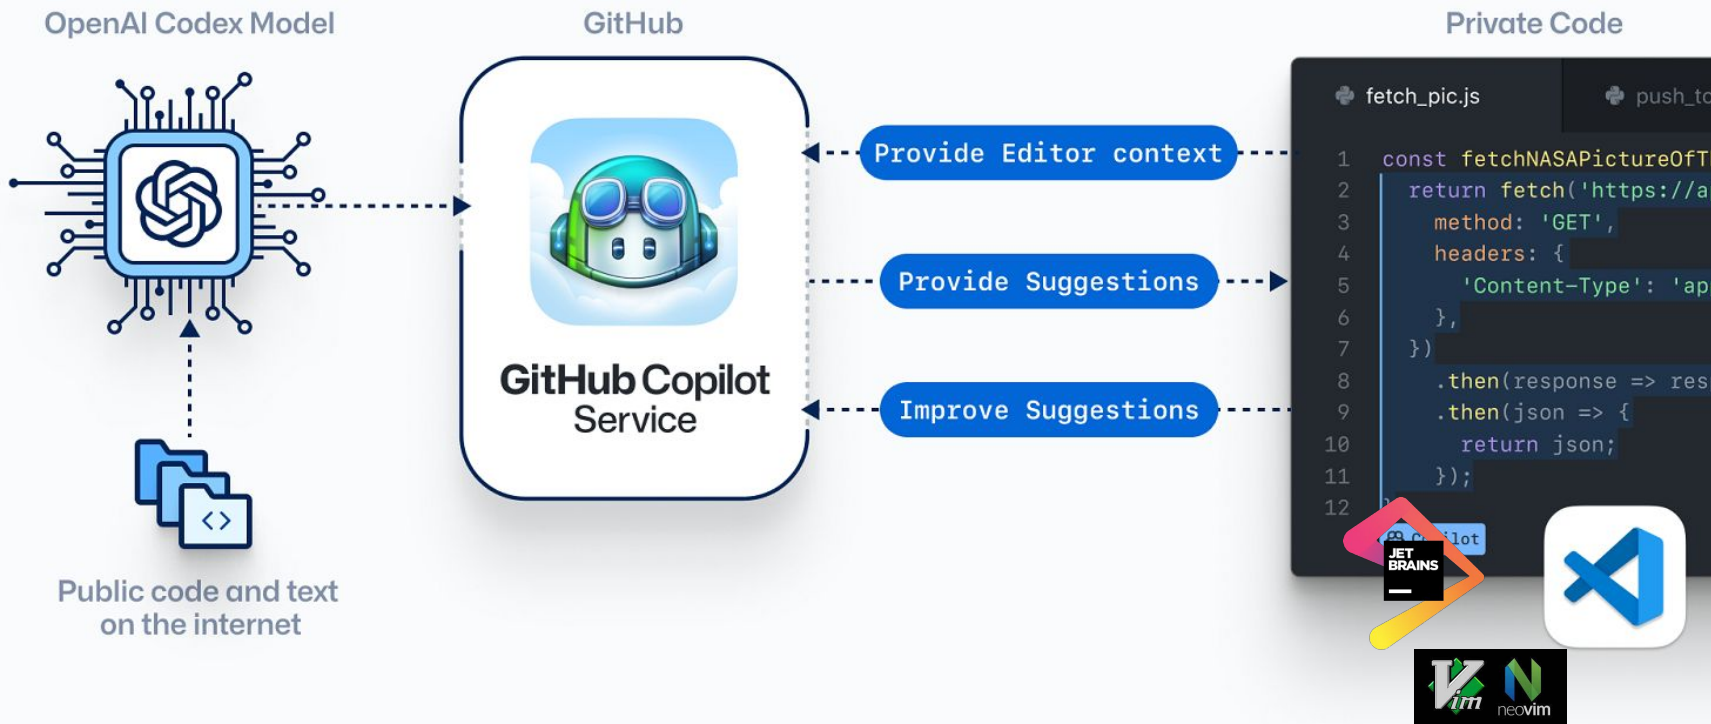 OpenAI Codex Model
GitHub
Private Code
fetch_pic.js
push_to
Provide Editor context
Provide Suggestions
Improve Suggestions
GitHub Copilot
Service
Public code and text
on the internet
1 const fetchNASAPictureOfTh
2 return fetch('https://a
3 method: 'GET',
4 headers: {
5 'Content-Type': 'ap
6 },
7 })
8 .then(response => res
9 .then(json => {
10 return json;
11 });
12
JET
BRAINS
Vim
neovim